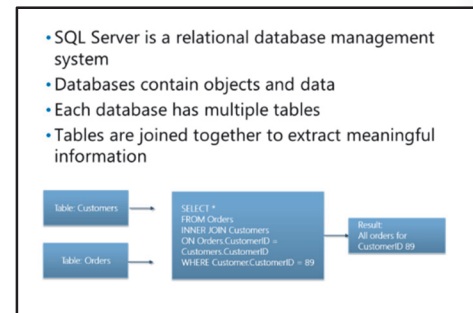 • SQL Server is a relational database management
system
• Databases contain objects and data
• Each database has multiple tables
• Tables are joined together to extract meaningful
information
Table: Customers
Table: Orders
SELECT *
FROM Orders
INNER JOIN Customers
ON Orders.CustomerID =
Customers.CustomerID
WHERE Customer.CustomerID = 89
Result:
All orders for
CustomerID 89